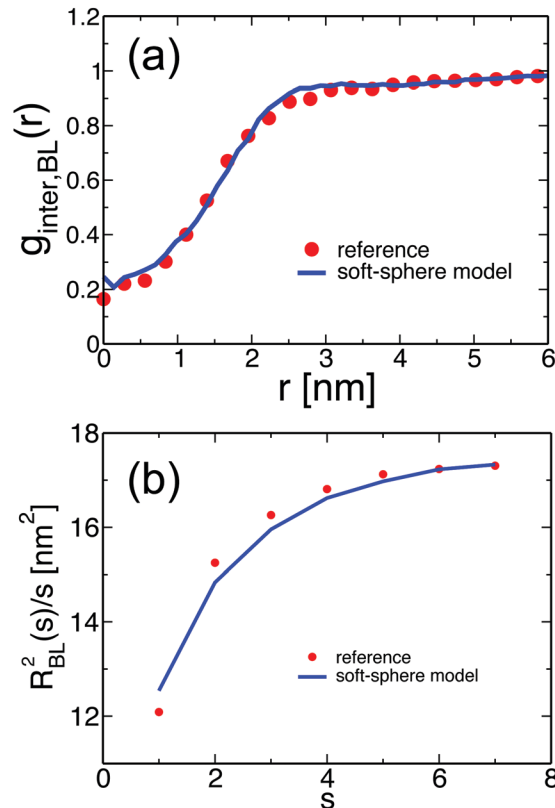 (a)
g_inter,BL(r)
1.2
1
0.8
0.6
0.4
0.2
0
reference
soft-sphere model
0 1 2 3 4 5 6
r [nm]
(b)
R²_BL(s)/s [nm²]
18
16
14
12
reference
soft-sphere model
0 2 4 6 8
s